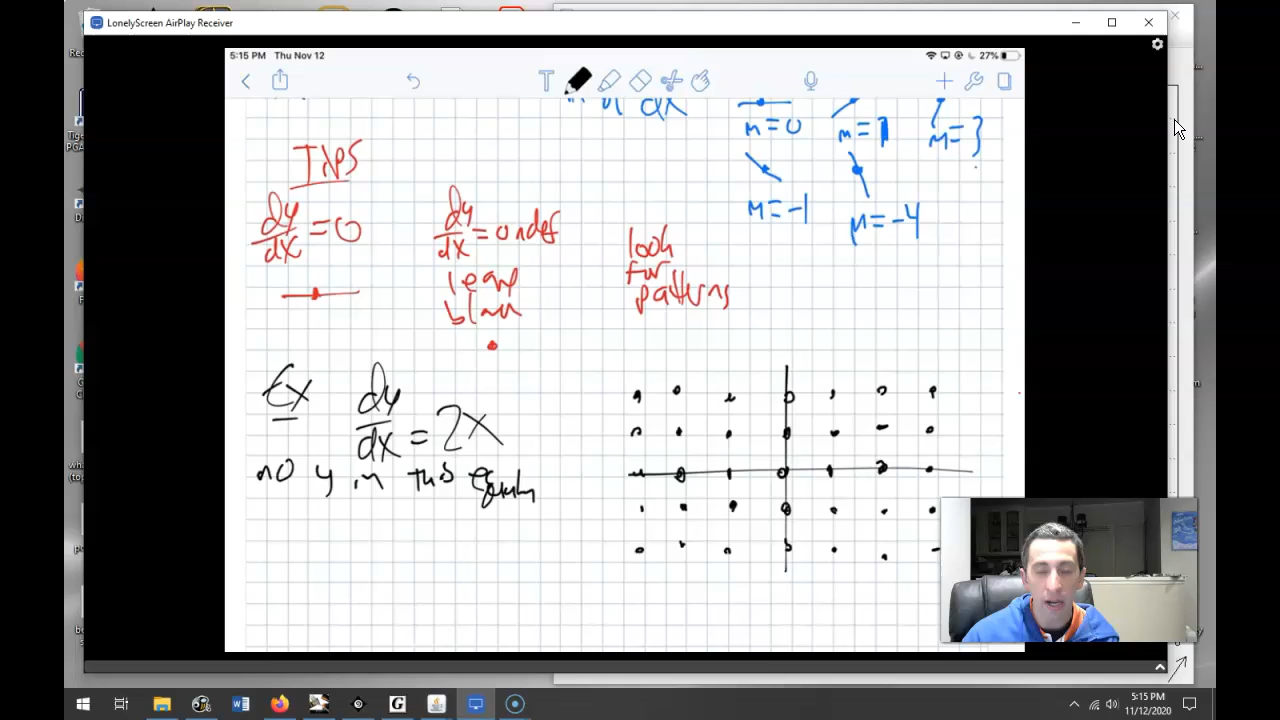 LonelyScreen AirPlay Receiver
5:15 PM Thu Nov 12
27%
T
dx
m=0
m=1
m=3
m=-1
m=-4
TIPS
dy/dx = 0
dy/dx = undef
leave
blank
look
for
patterns
Ex
dy/dx = 2x
no y in this equation
W
G
5:15 PM
11/12/2020